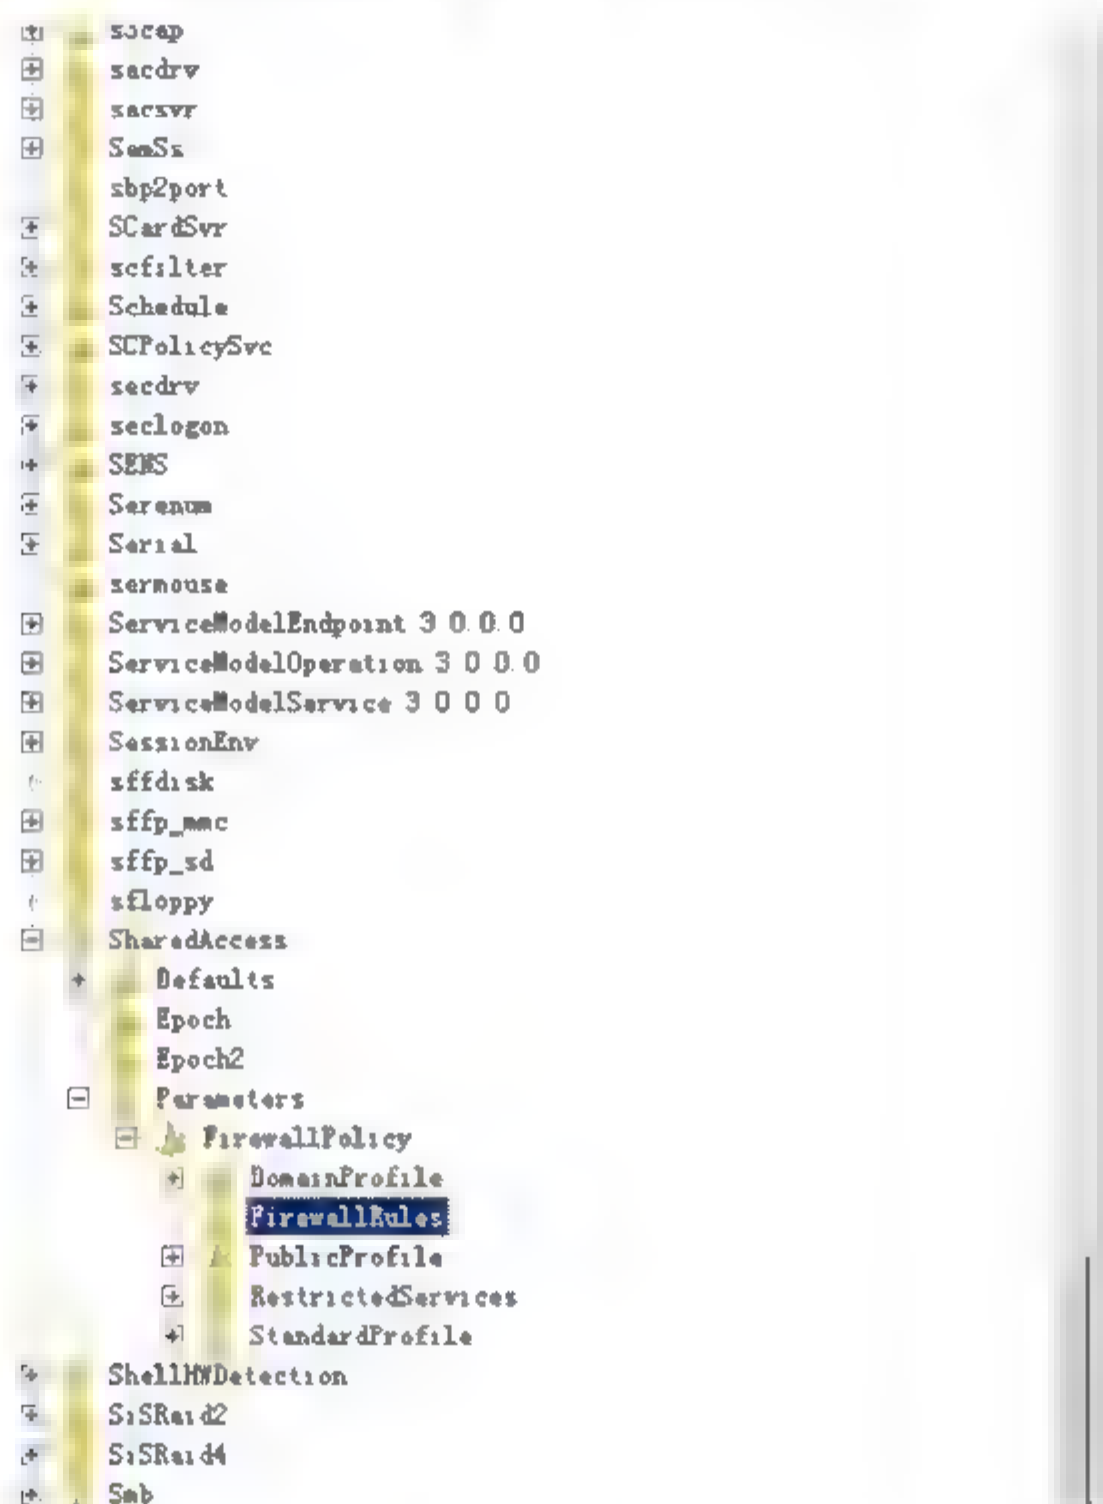 s3cap
sacdrv
sacsvr
SamSs
sbp2port
SCardSvr
scfilter
Schedule
SCPolicySvc
secdrv
seclogon
SENS
Serenum
Serial
sermouse
ServiceModelEndpoint 3.0.0.0
ServiceModelOperation 3.0.0.0
ServiceModelService 3.0.0.0
SessionEnv
sffdisk
sffp_mmc
sffp_sd
sfloppy
SharedAccess
Defaults
Epoch
Epoch2
Parameters
FirewallPolicy
DomainProfile
FirewallRules
PublicProfile
RestrictedServices
StandardProfile
ShellHWDetection
SiSRaid2
SiSRaid4
Smb